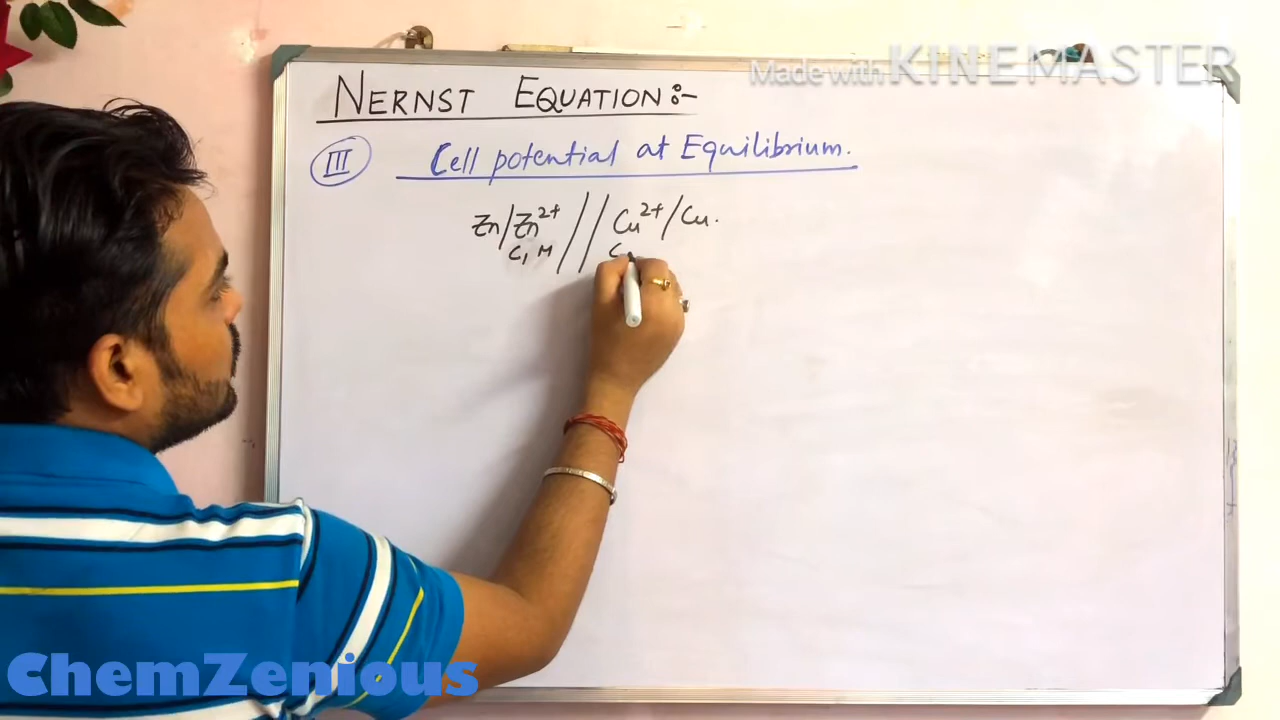 Made with KINEMASTER
NERNST EQUATION:-
III Cell potential at Equilibrium.
Zn/Zn²⁺//Cu²⁺/Cu.
C₁ M
ChemZenious